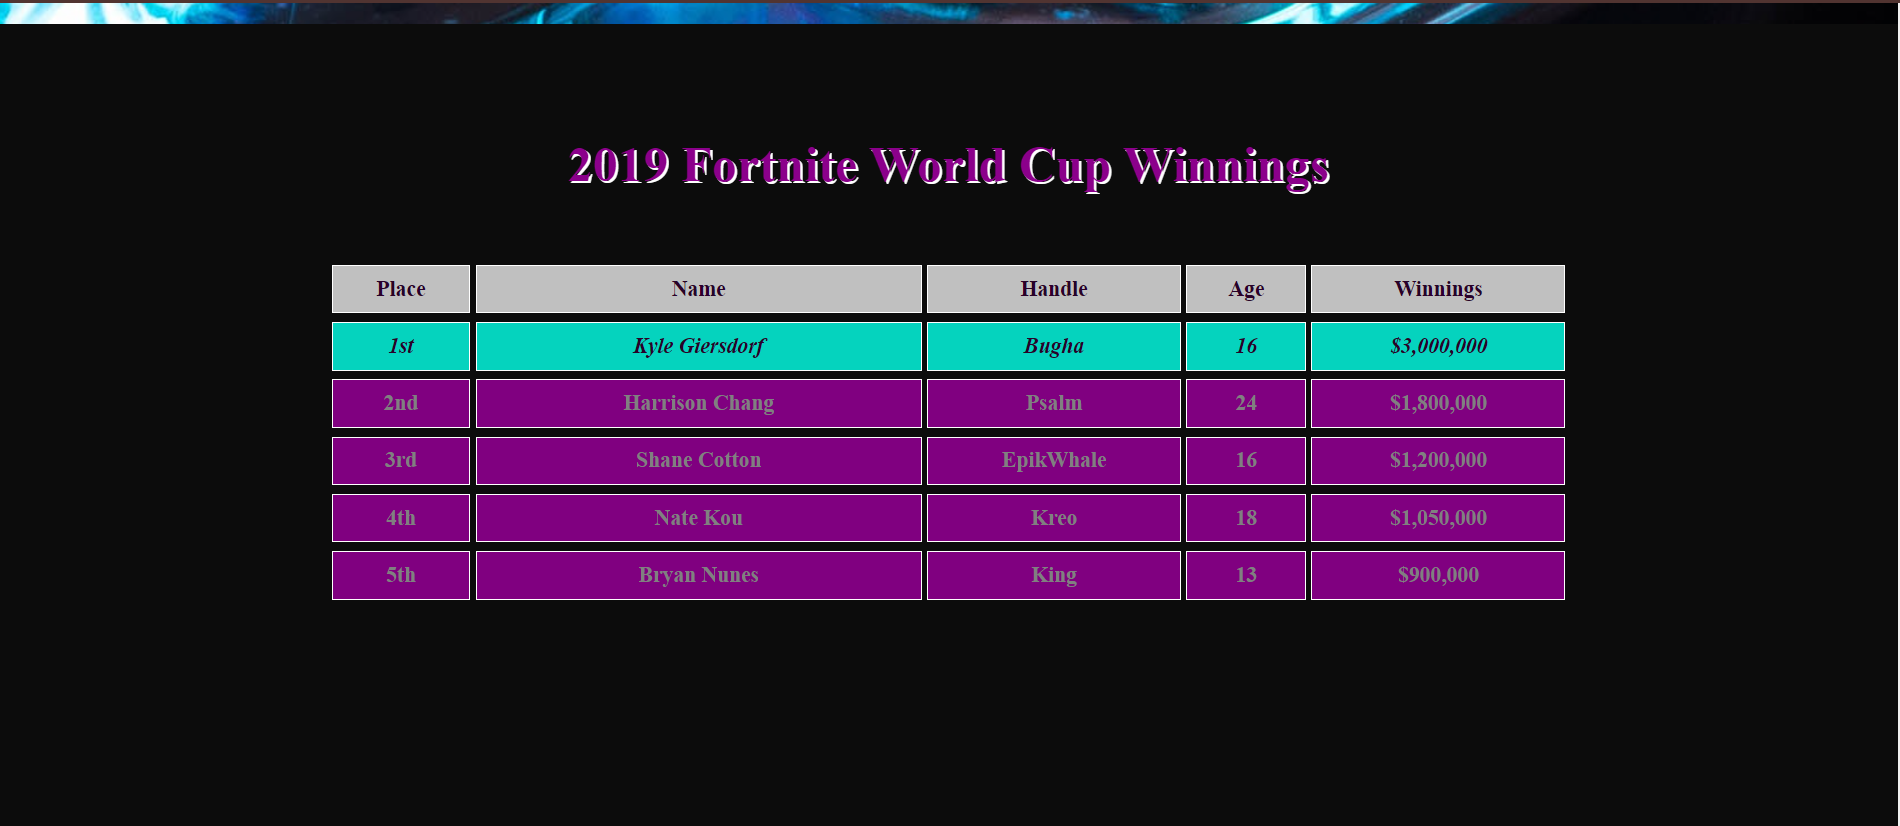 2019 Fortnite World Cup Winnings
Place Name Handle Age Winnings
1st Kyle Giersdorf Bugha 16 $3,000,000
2nd Harrison Chang Psalm 24 $1,800,000
3rd Shane Cotton EpikWhale 16 $1,200,000
4th Nate Kou Kreo 18 $1,050,000
5th Bryan Nunes King 13 $900,000